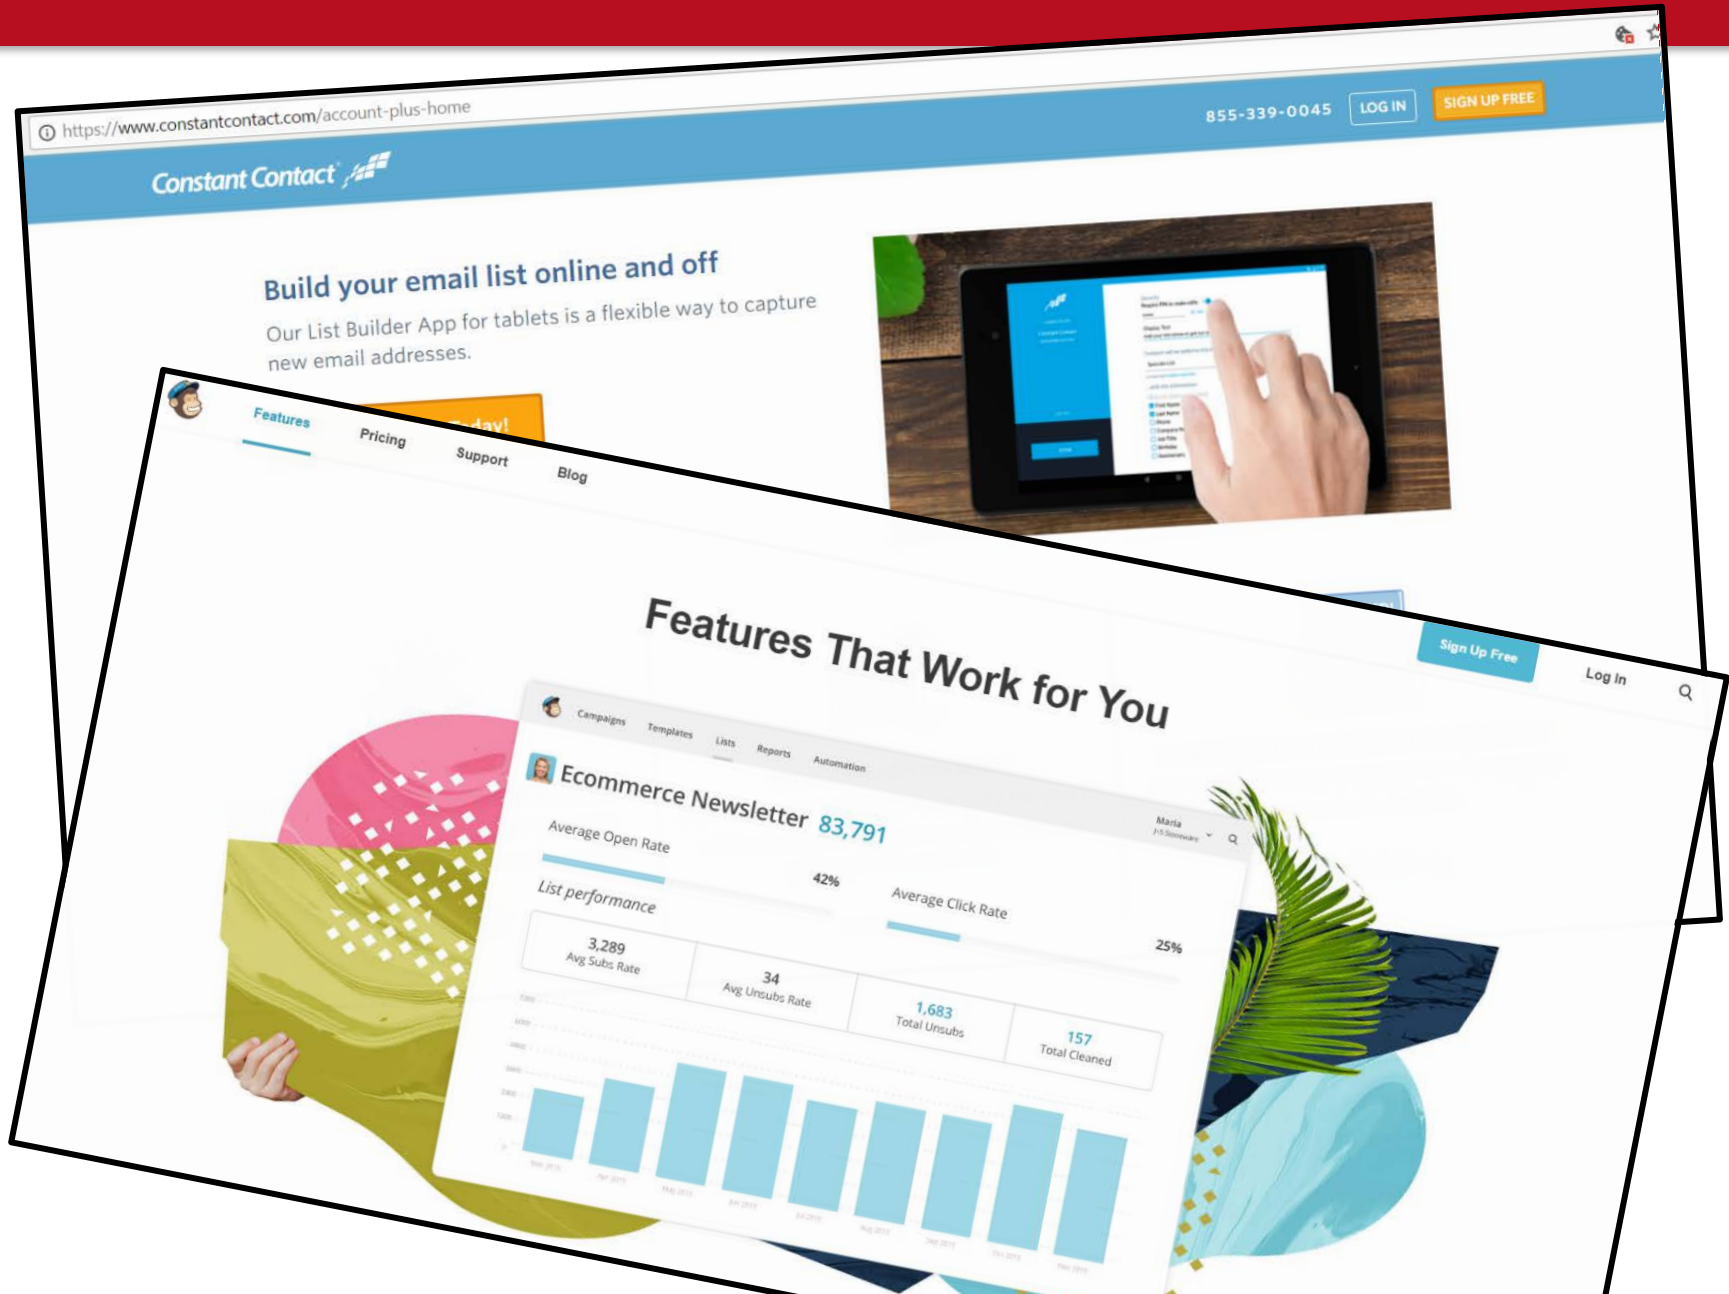 https://www.constantcontact.com/account-plus-home
Constant Contact
855-339-0045
LOG IN
SIGN UP FREE
Build your email list online and off
Our List Builder App for tablets is a flexible way to capture
new email addresses.
Features
Pricing
Support
Blog
Sign Up Free
Log In
Features That Work for You
Campaigns
Templates
Lists
Reports
Automation
Maria
Ecommerce Newsletter 83,791
Average Open Rate
42%
Average Click Rate
25%
List performance
3,289
Avg Subs Rate
34
Avg Unsubs Rate
1,683
Total Unsubs
157
Total Cleaned